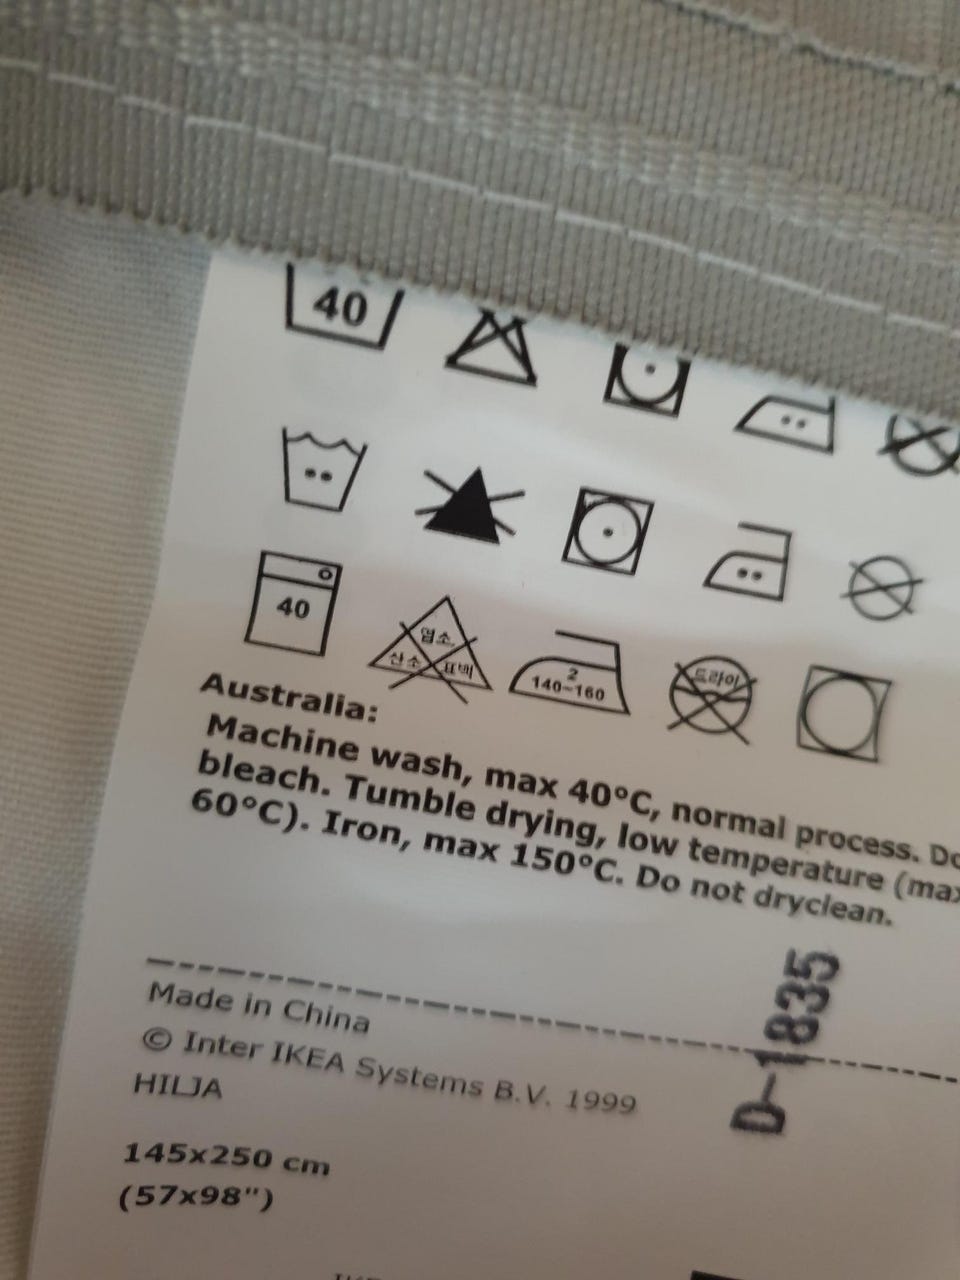 40
40
염소
산소 표백
2
140~160
드라이
Australia:
Machine wash, max 40°C, normal process. Do
bleach. Tumble drying, low temperature (max
60°C). Iron, max 150°C. Do not dryclean.
Made in China
© Inter IKEA Systems B.V. 1999
HILJA
D-1835
145x250 cm
(57x98")